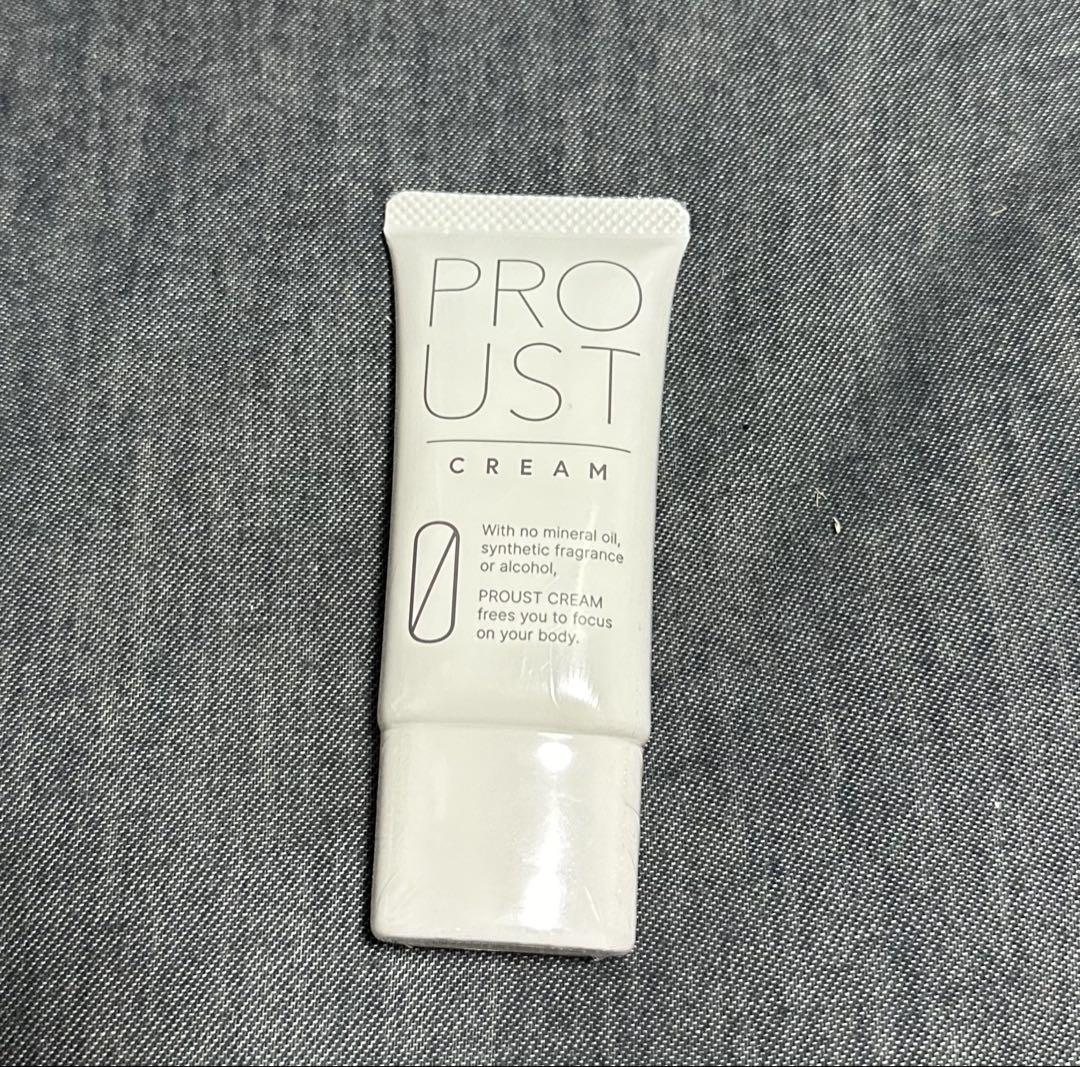 PRO
UST
CREAM
0
With no mineral oil,
synthetic fragrance
or alcohol,
PROUST CREAM
frees you to focus
on your body.